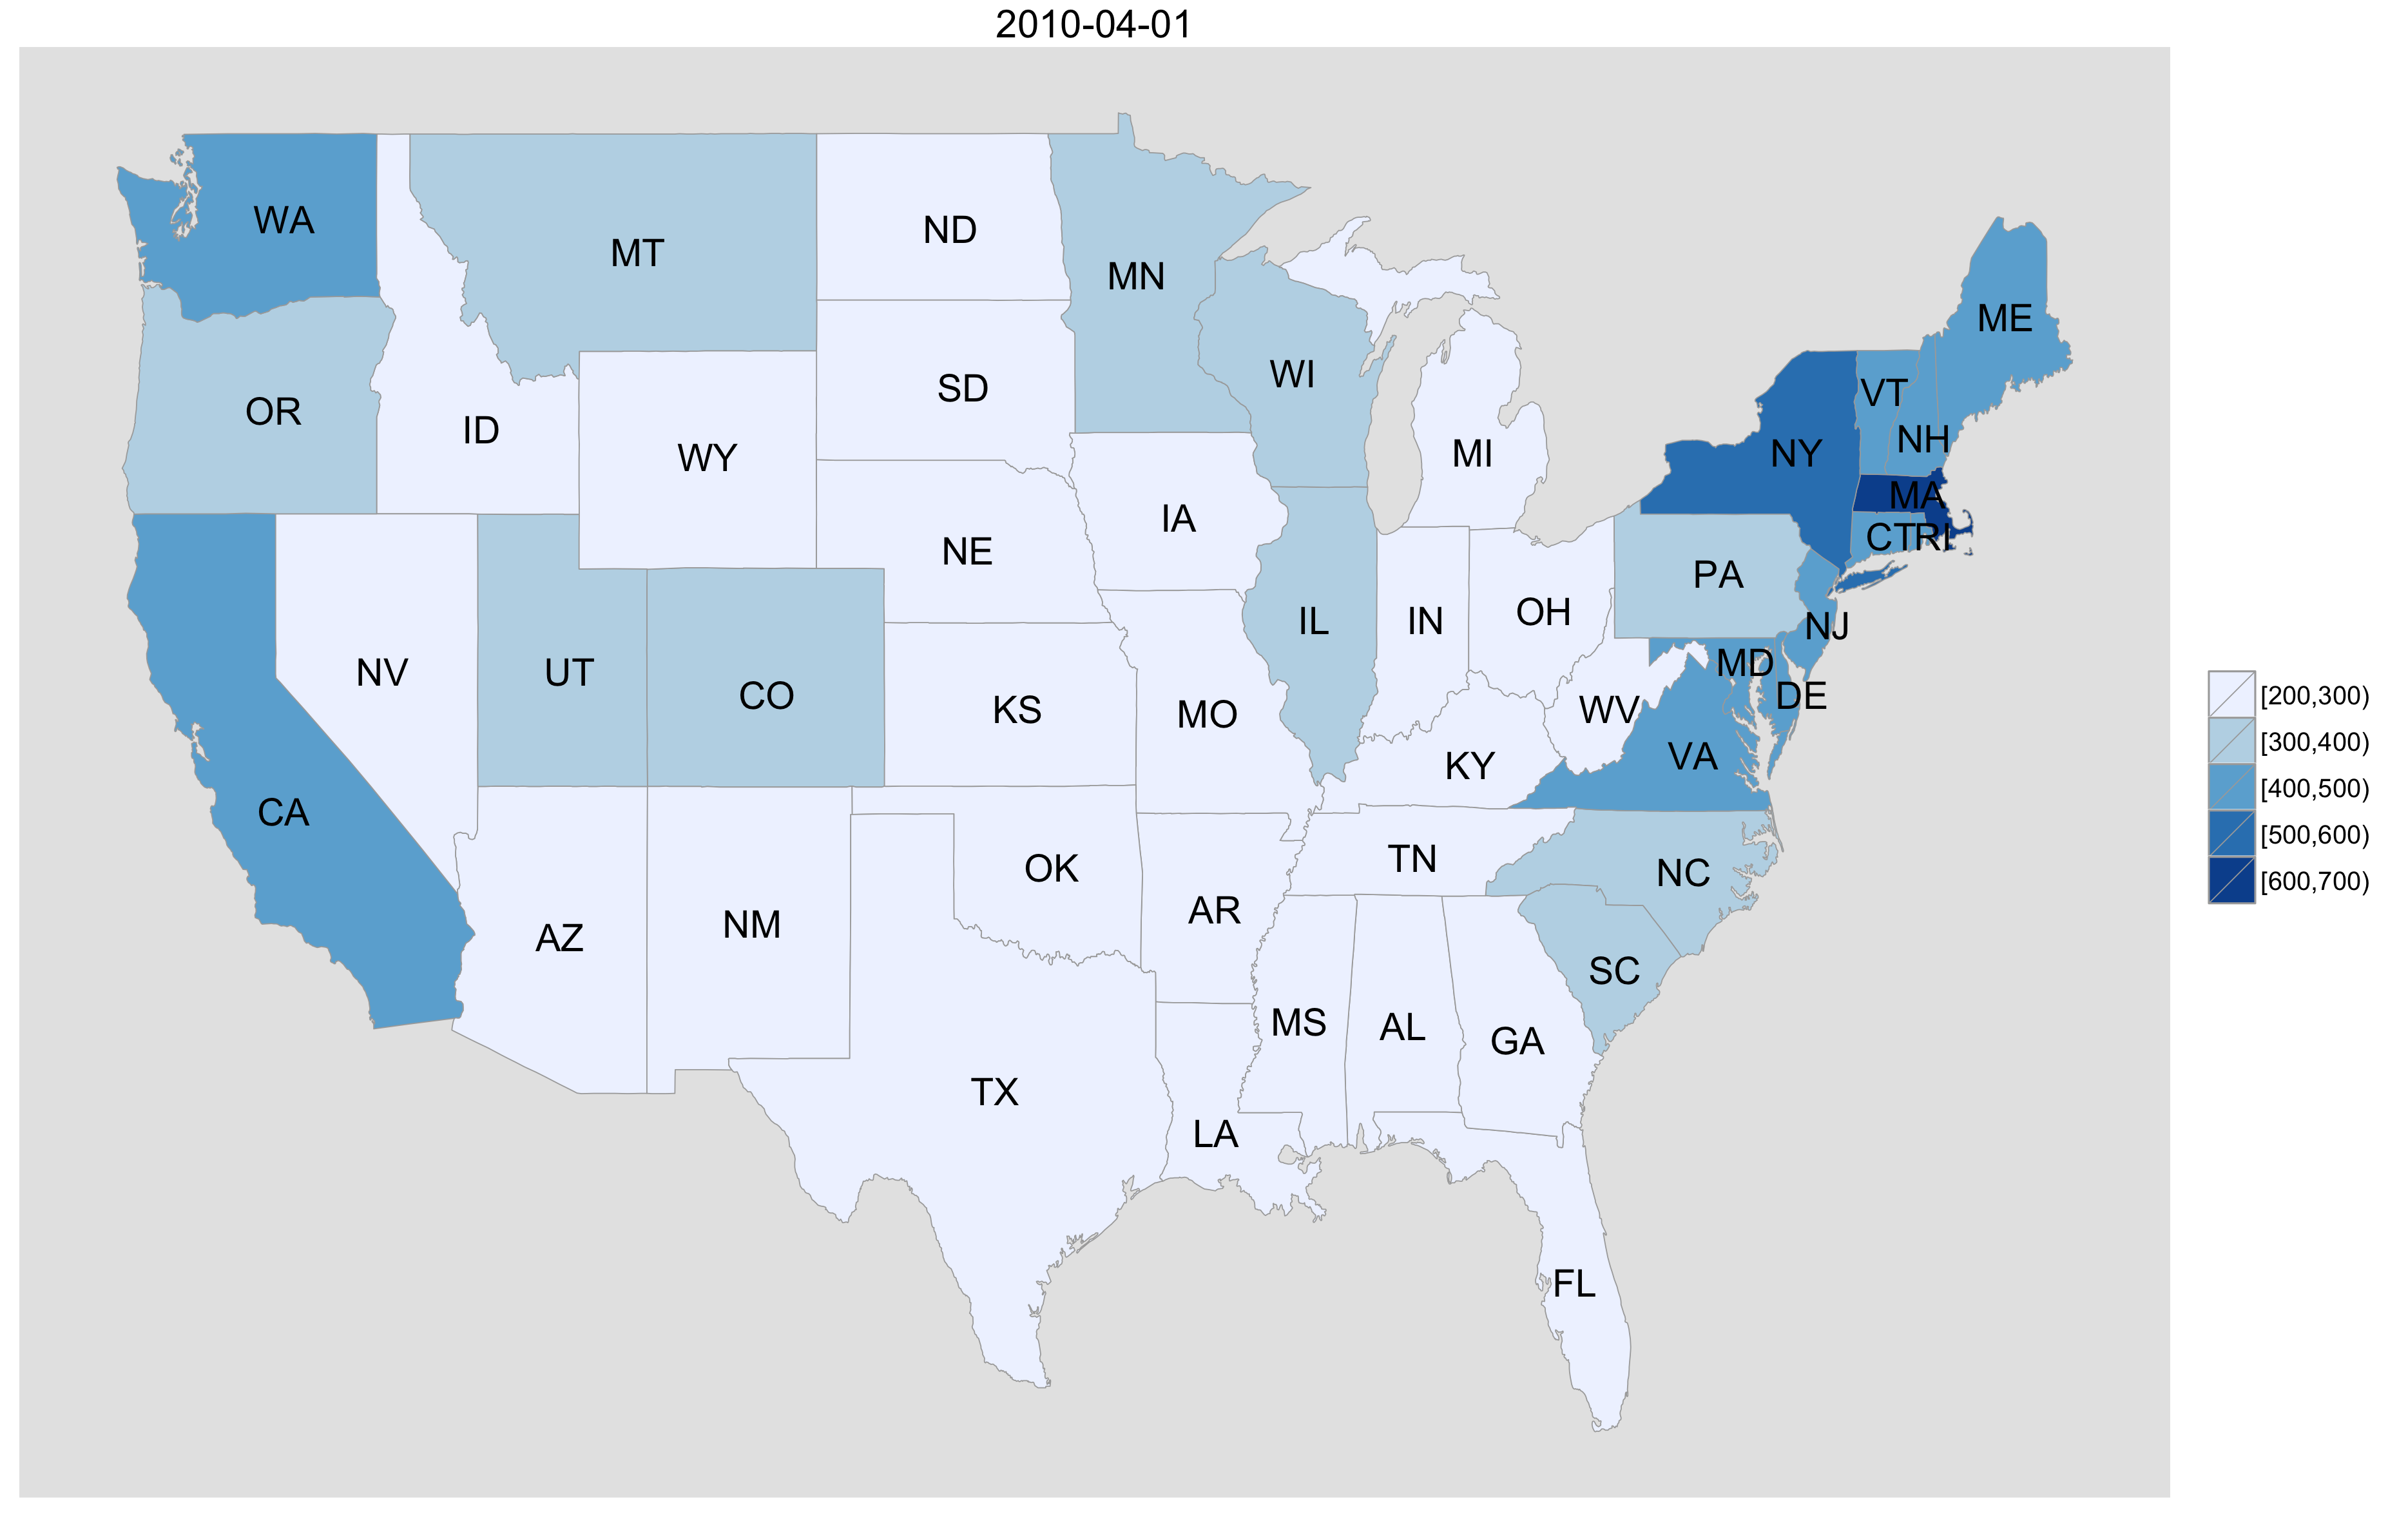 2010-04-01
WA
MT
ND
MN
ME
OR
ID
WY
SD
WI
MI
NY
VT
NH
MA
CT
RI
IA
NE
PA
NJ
NV
UT
CO
KS
MO
IL
IN
OH
WV
MD
DE
VA
KY
CA
AZ
NM
OK
AR
TN
NC
SC
TX
LA
MS
AL
GA
FL
[200,300)
[300,400)
[400,500)
[500,600)
[600,700)